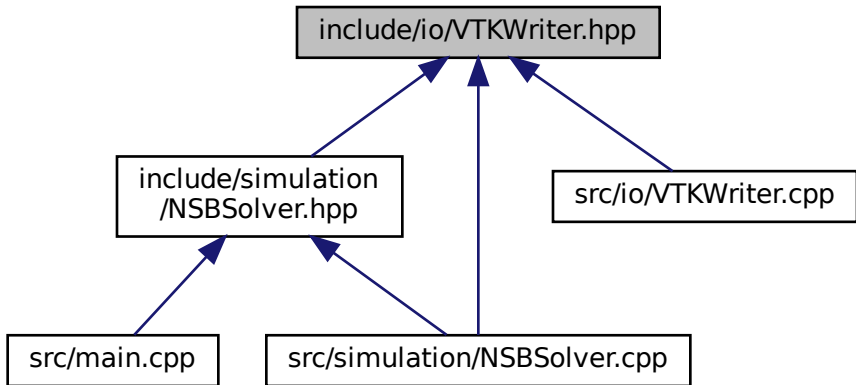 include/io/VTKWriter.hpp
include/simulation
/NSBSolver.hpp
src/io/VTKWriter.cpp
src/main.cpp
src/simulation/NSBSolver.cpp